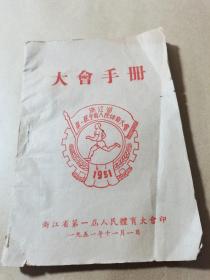 大會手冊
浙江省
第一屆人民體育大會
1951
浙江省第一屆人民體育大會印
一九五一年十一月一日